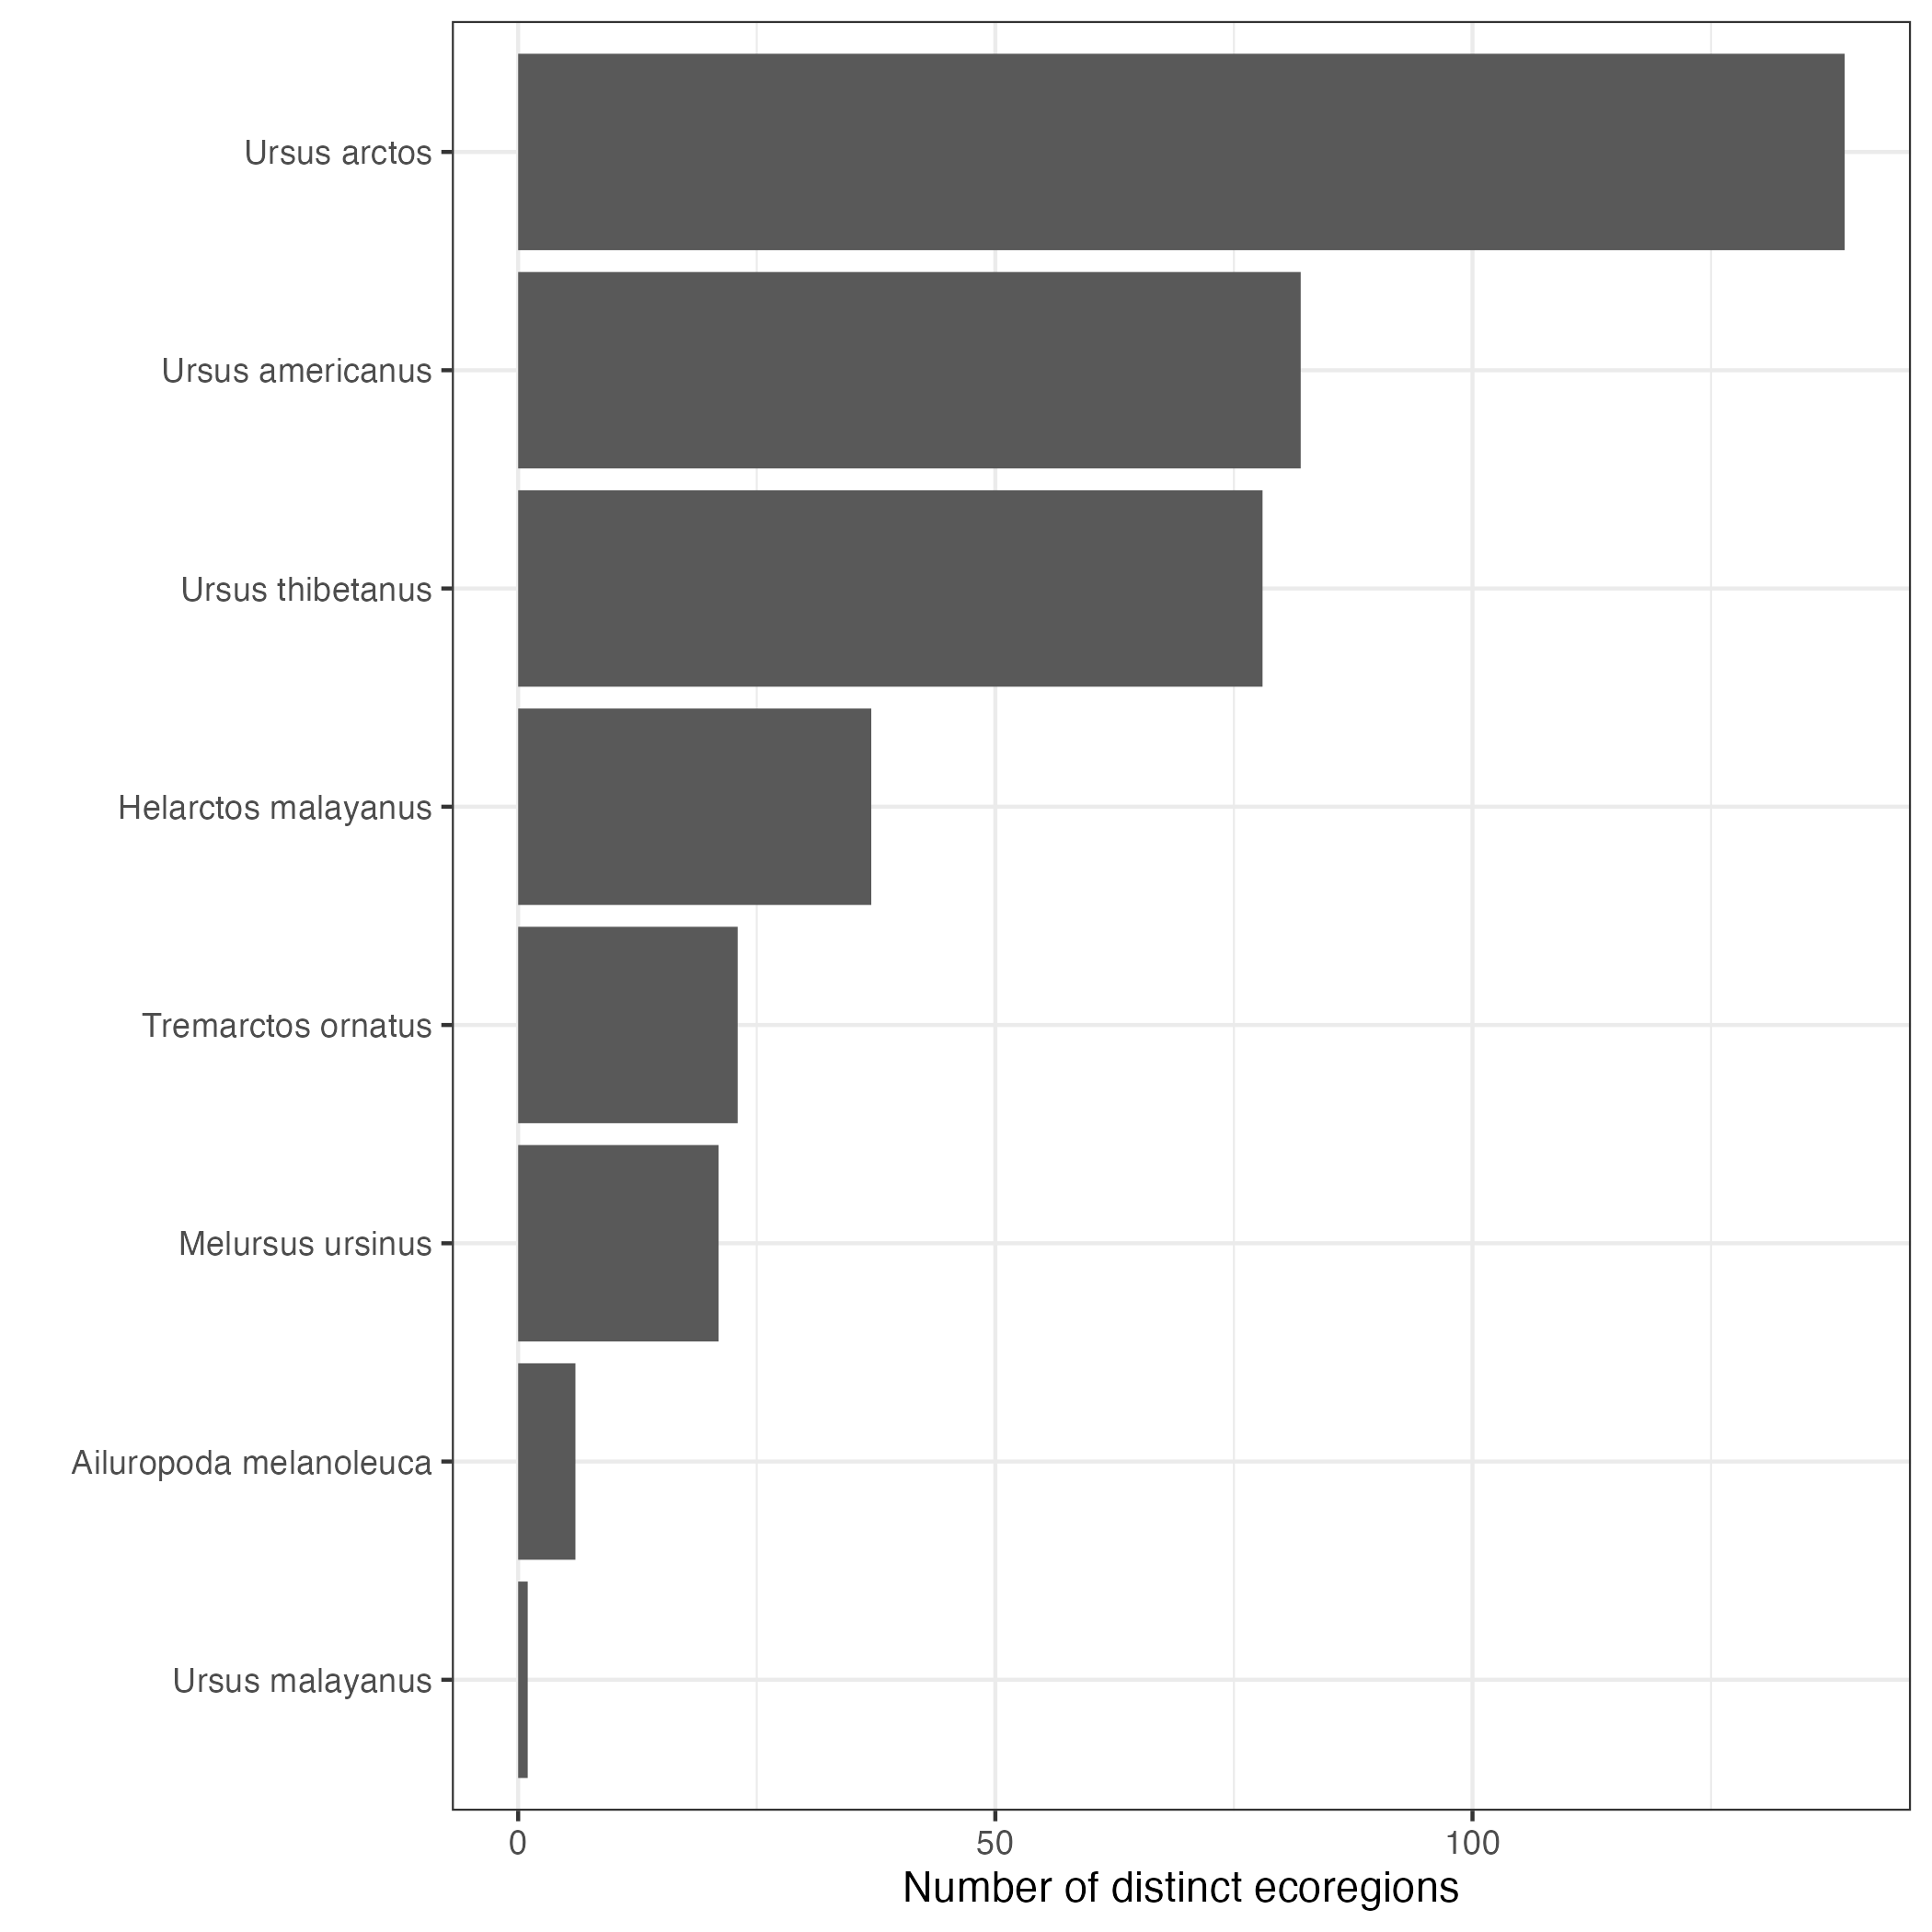 Ursus arctos
Ursus americanus
Ursus thibetanus
Helarctos malayanus
Tremarctos ornatus
Melursus ursinus
Ailuropoda melanoleuca
Ursus malayanus
0 50 100
Number of distinct ecoregions